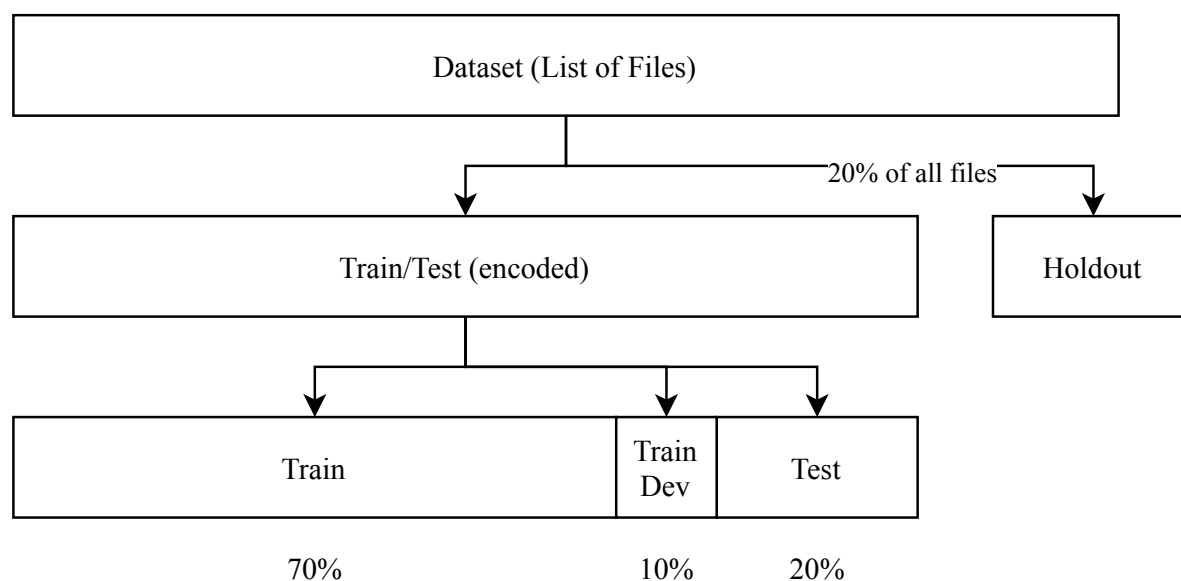 Dataset (List of Files)
20% of all files
Train/Test (encoded)
Holdout
Train
Train
Dev
Test
70%
10%
20%